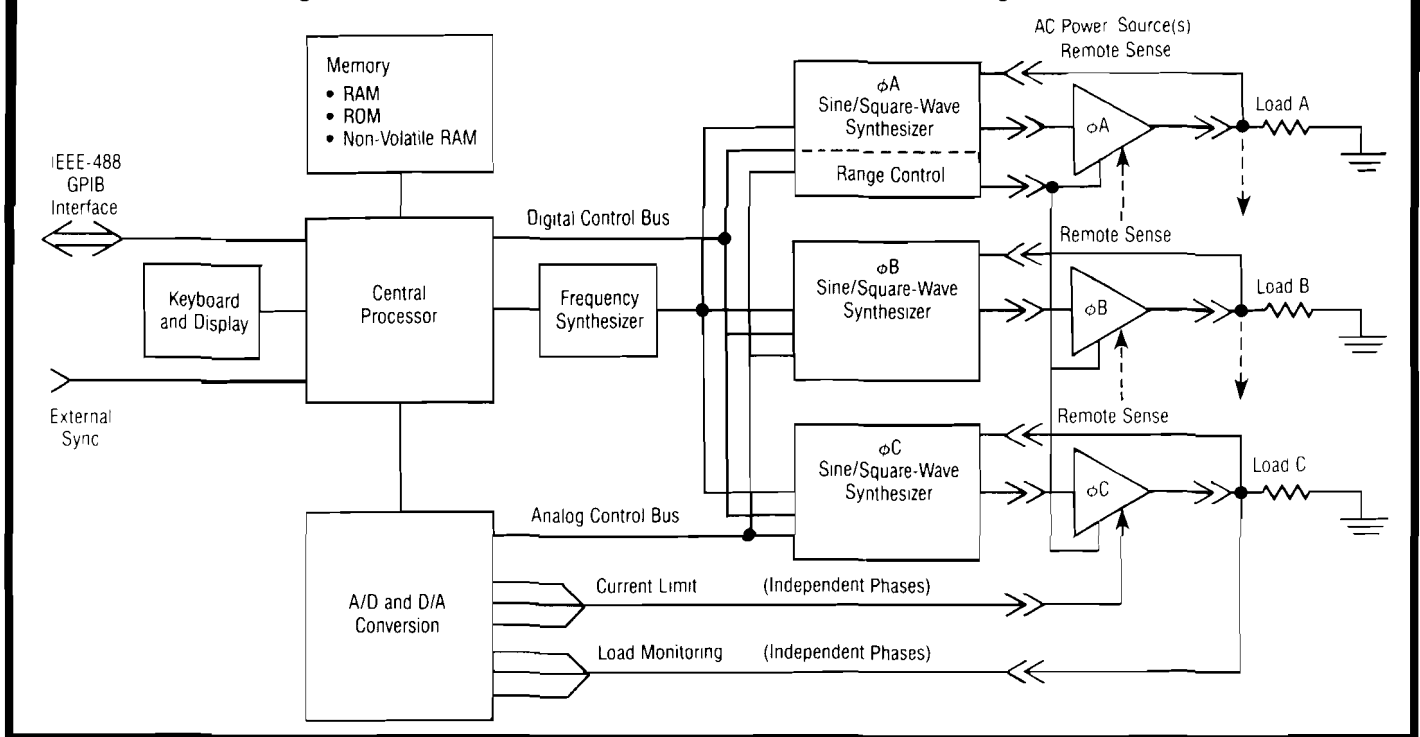 AC Power Source(s)
Remote Sense
Memory
• RAM
• ROM
• Non-Volatile RAM
φA
Sine/Square-Wave
Synthesizer
Range Control
φA
Load A
IEEE-488
GPIB
Interface
Digital Control Bus
Remote Sense
Keyboard
and Display
Central
Processor
Frequency
Synthesizer
φB
Sine/Square-Wave
Synthesizer
φB
Load B
External
Sync
Remote Sense
φC
Sine/Square-Wave
Synthesizer
φC
Load C
Analog Control Bus
A/D and D/A
Conversion
Current Limit (Independent Phases)
Load Monitoring (Independent Phases)